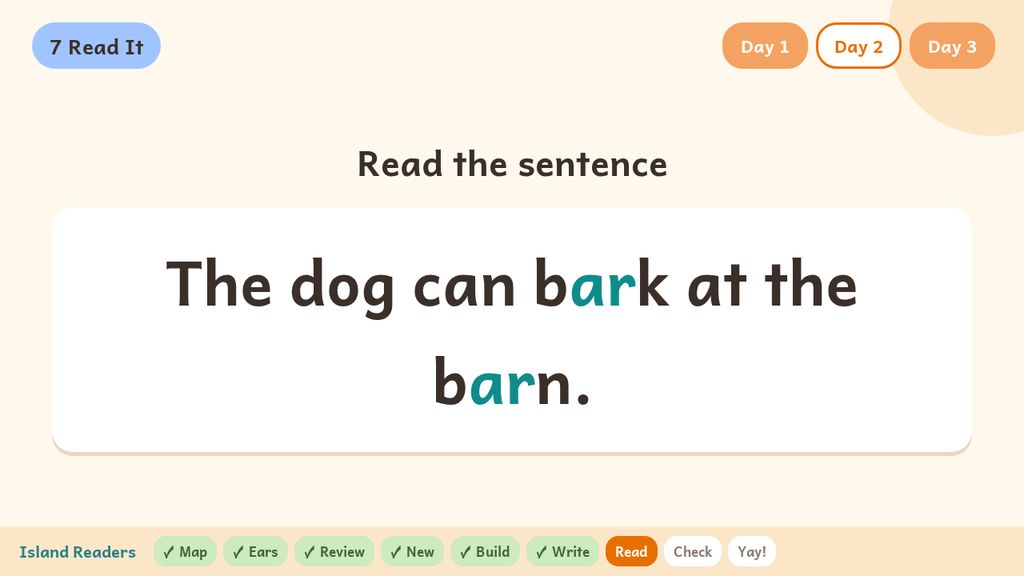 7 Read It
Day 1
Day 2
Day 3
Read the sentence
The dog can bark at the
barn.
Island Readers
✓ Map
✓ Ears
✓ Review
✓ New
✓ Build
✓ Write
Read
Check
Yay!